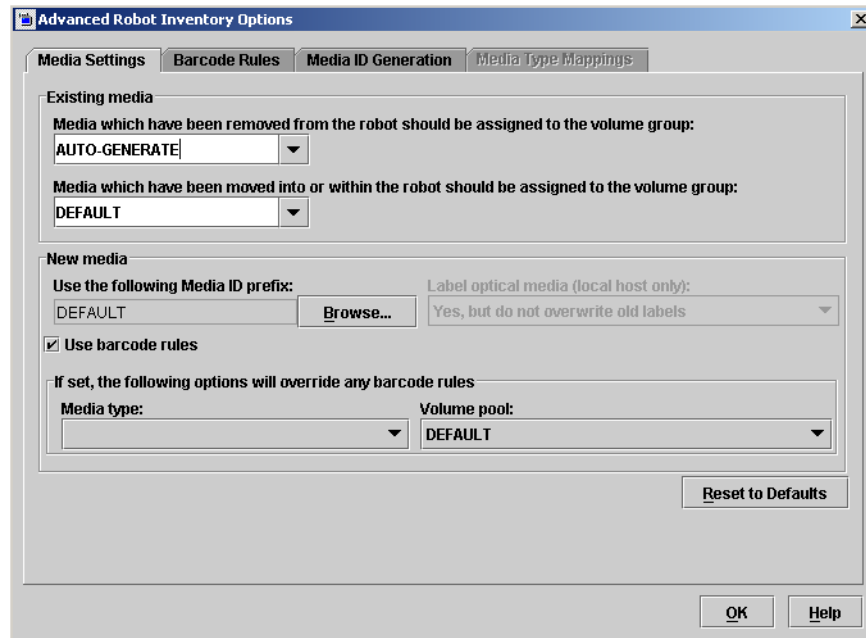 Advanced Robot Inventory Options
Media Settings Barcode Rules Media ID Generation Media Type Mappings
Existing media
Media which have been removed from the robot should be assigned to the volume group:
AUTO-GENERATE
Media which have been moved into or within the robot should be assigned to the volume group:
DEFAULT
New media
Use the following Media ID prefix: Label optical media (local host only):
DEFAULT Browse... Yes, but do not overwrite old labels
Use barcode rules
If set, the following options will override any barcode rules
Media type: Volume pool:
DEFAULT
Reset to Defaults
OK Help